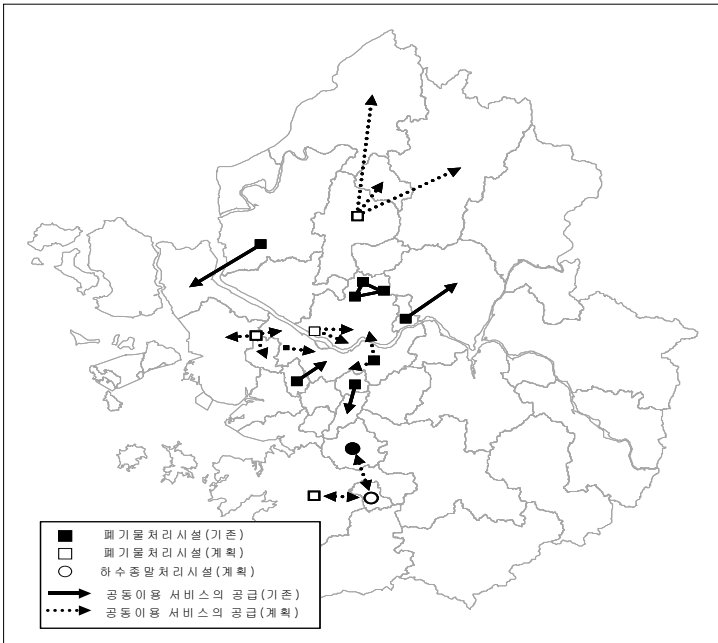 폐기물처리시설(기존)
폐기물처리시설(계획)
하수종말처리시설(계획)
공동이용 서비스의 공급(기존)
공동이용 서비스의 공급(계획)